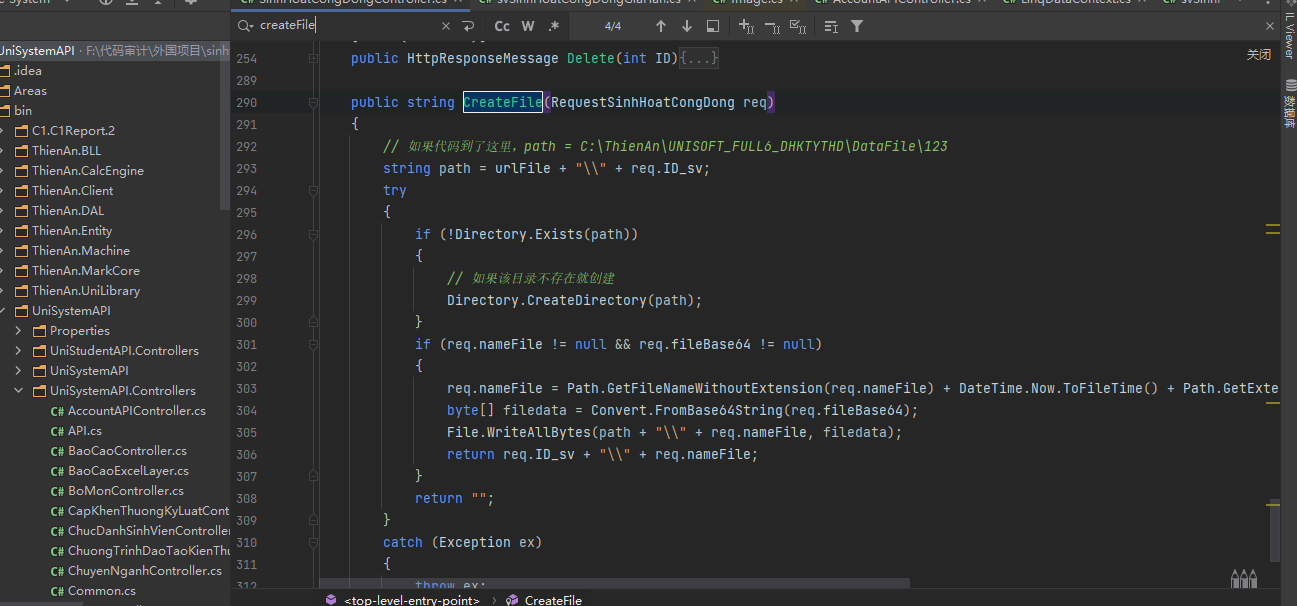 createFile
Cc W .* 4/4
关闭
UniSystemAPI · F:\代码审计\外国项目\sinh
.idea
Areas
bin
C1.C1Report.2
ThienAn.BLL
ThienAn.CalcEngine
ThienAn.Client
ThienAn.DAL
ThienAn.Entity
ThienAn.Machine
ThienAn.MarkCore
ThienAn.UniLibrary
UniSystemAPI
Properties
UniStudentAPI.Controllers
UniSystemAPI
UniSystemAPI.Controllers
C# AccountAPIController.cs
C# API.cs
C# BaoCaoController.cs
C# BaoCaoExcelLayer.cs
C# BoMonController.cs
C# CapKhenThuongKyLuatCont
C# ChucDanhSinhVienController
C# ChuongTrinhDaoTaoKienThu
C# ChuyenNganhController.cs
C# Common.cs
254 public HttpResponseMessage Delete(int ID){...}
289
290 public string CreateFile(RequestSinhHoatCongDong req)
291 {
292 // 如果代码到了这里，path = C:\ThienAn\UNISOFT_FULL6_DHKTYTHD\DataFile\123
293 string path = urlFile + "\\" + req.ID_sv;
294 try
295 {
296 if (!Directory.Exists(path))
297 {
298 // 如果该目录不存在就创建
299 Directory.CreateDirectory(path);
300 }
301 if (req.nameFile != null && req.fileBase64 != null)
302 {
303 req.nameFile = Path.GetFileNameWithoutExtension(req.nameFile) + DateTime.Now.ToFileTime() + Path.GetExte
304 byte[] filedata = Convert.FromBase64String(req.fileBase64);
305 File.WriteAllBytes(path + "\\" + req.nameFile, filedata);
306 return req.ID_sv + "\\" + req.nameFile;
307 }
308 return "";
309 }
310 catch (Exception ex)
311 {
312 throw ex;
<top-level-entry-point> › CreateFile
IL Viewer
数据库